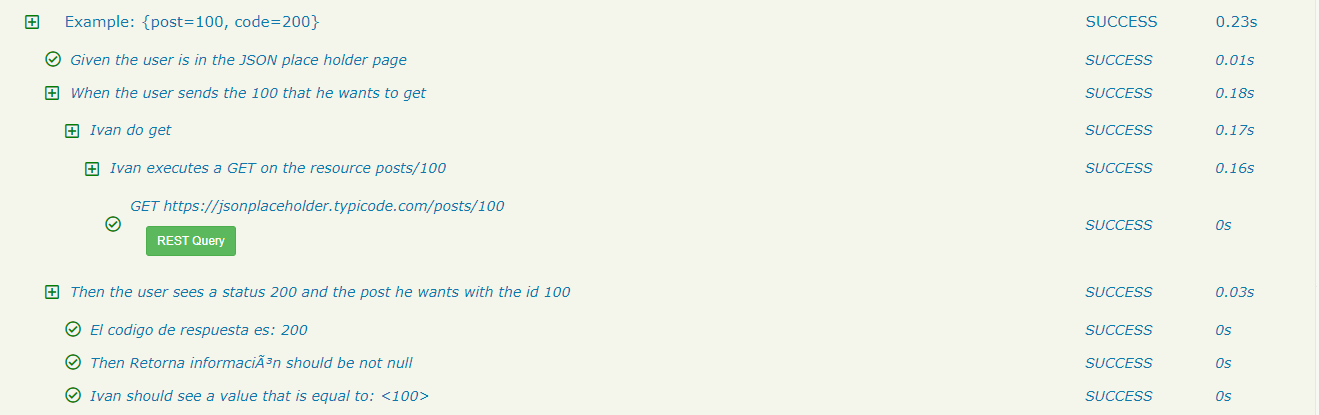 Example: {post=100, code=200} SUCCESS 0.23s
Given the user is in the JSON place holder page SUCCESS 0.01s
When the user sends the 100 that he wants to get SUCCESS 0.18s
Ivan do get SUCCESS 0.17s
Ivan executes a GET on the resource posts/100 SUCCESS 0.16s
GET https://jsonplaceholder.typicode.com/posts/100
SUCCESS 0s
REST Query
Then the user sees a status 200 and the post he wants with the id 100 SUCCESS 0.03s
El codigo de respuesta es: 200 SUCCESS 0s
Then Retorna informaciÃ³n should be not null SUCCESS 0s
Ivan should see a value that is equal to: <100> SUCCESS 0s